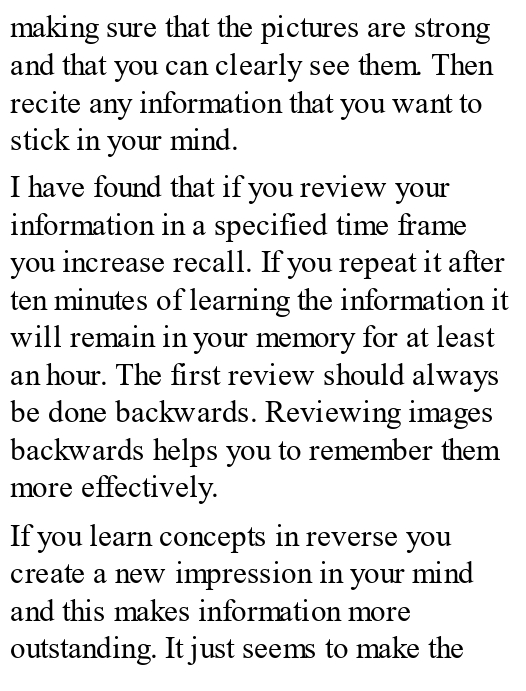 making sure that the pictures are strong
and that you can clearly see them. Then
recite any information that you want to
stick in your mind.
I have found that if you review your
information in a specified time frame
you increase recall. If you repeat it after
ten minutes of learning the information it
will remain in your memory for at least
an hour. The first review should always
be done backwards. Reviewing images
backwards helps you to remember them
more effectively.
If you learn concepts in reverse you
create a new impression in your mind
and this makes information more
outstanding. It just seems to make the